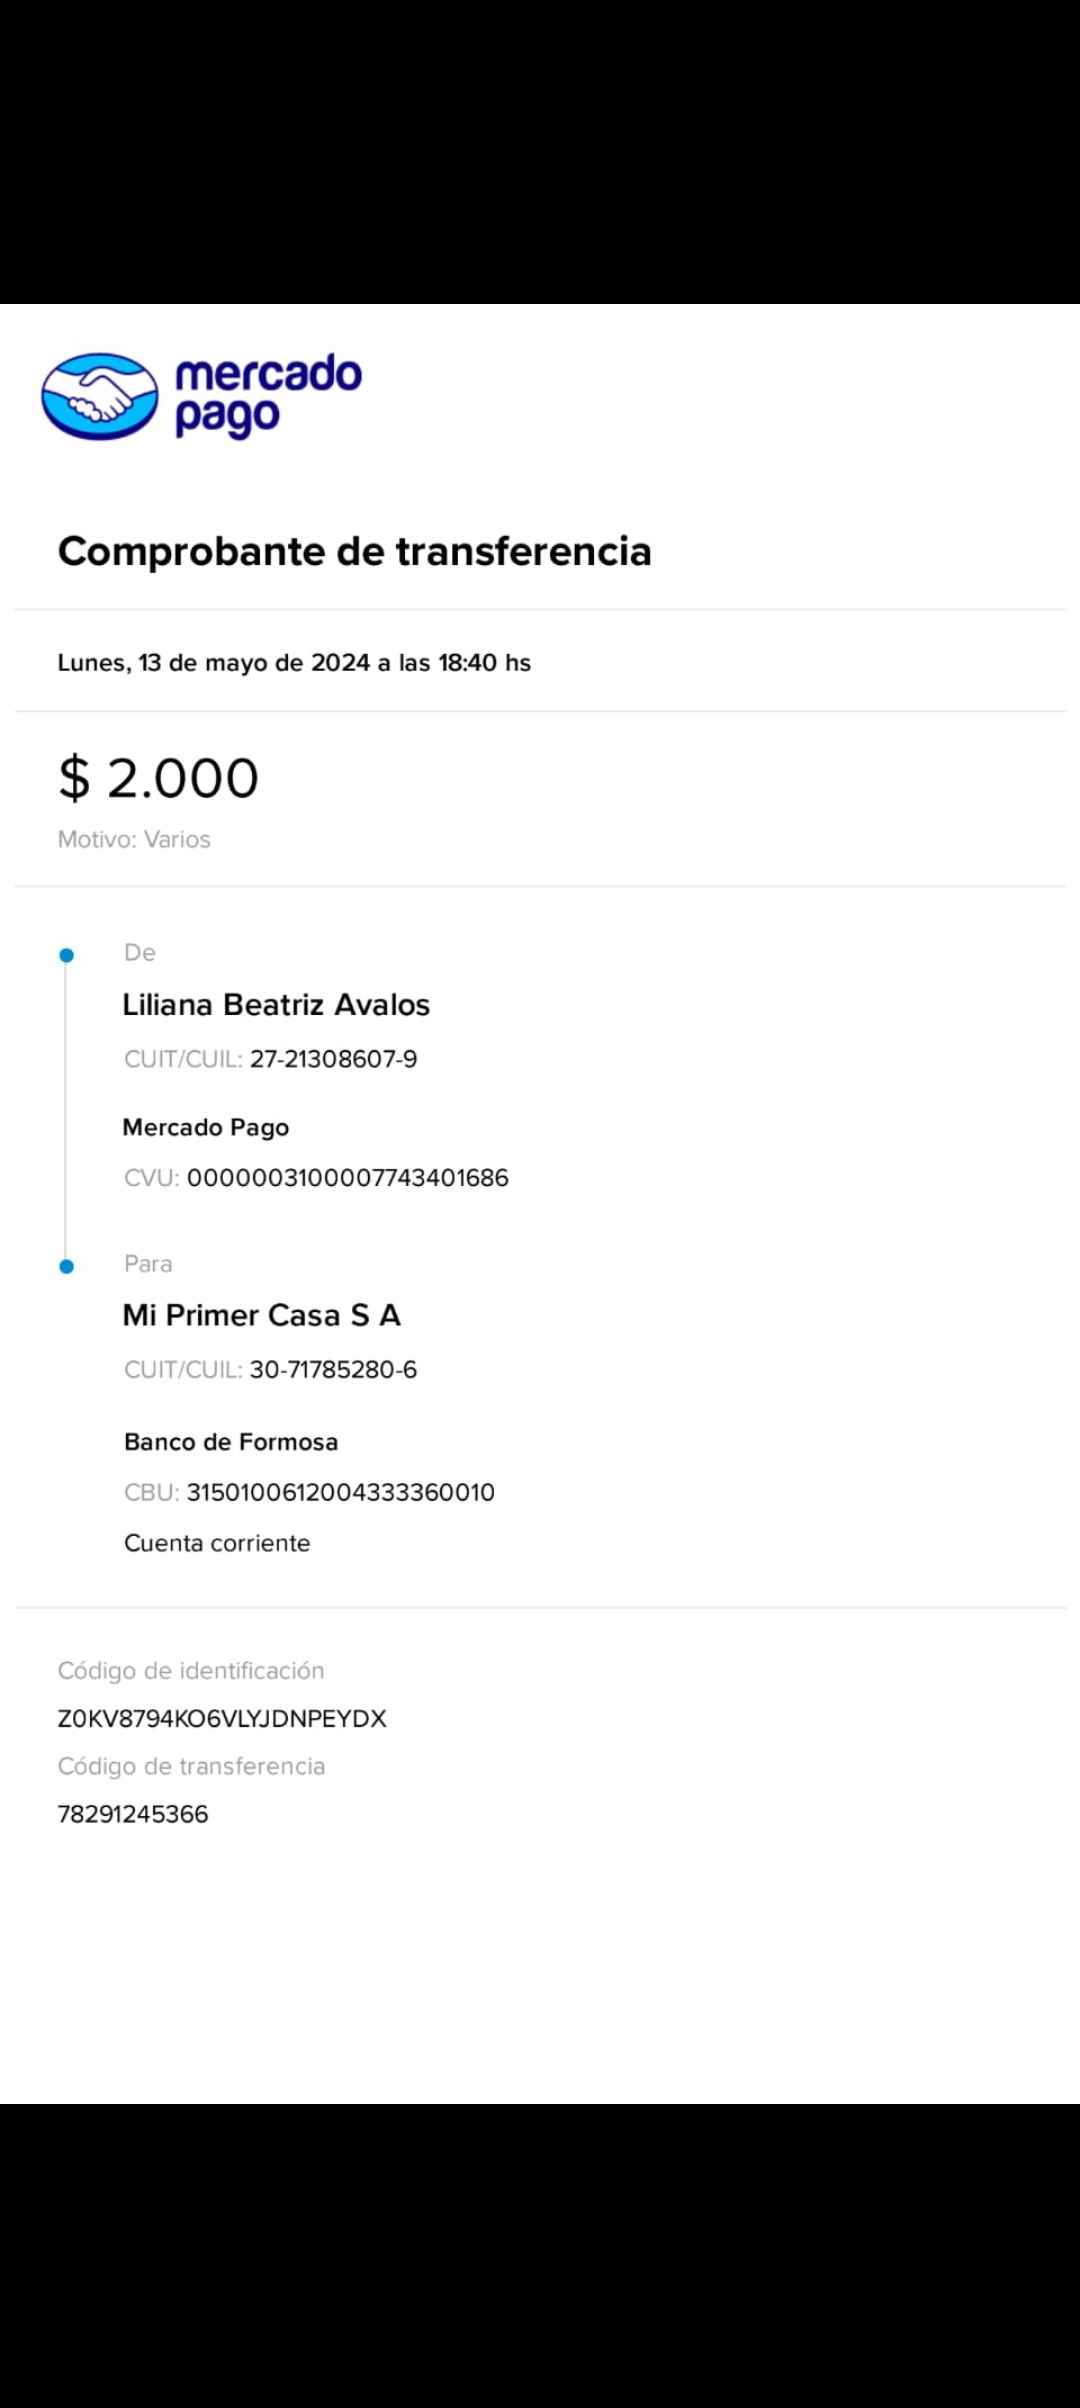 mercado
pago
Comprobante de transferencia
Lunes, 13 de mayo de 2024 a las 18:40 hs
$ 2.000
Motivo: Varios
De
Liliana Beatriz Avalos
CUIT/CUIL: 27-21308607-9
Mercado Pago
CVU: 0000003100007743401686
Para
Mi Primer Casa S A
CUIT/CUIL: 30-71785280-6
Banco de Formosa
CBU: 3150100612004333360010
Cuenta corriente
Código de identificación
Z0KV8794KO6VLYJDNPEYDX
Código de transferencia
78291245366